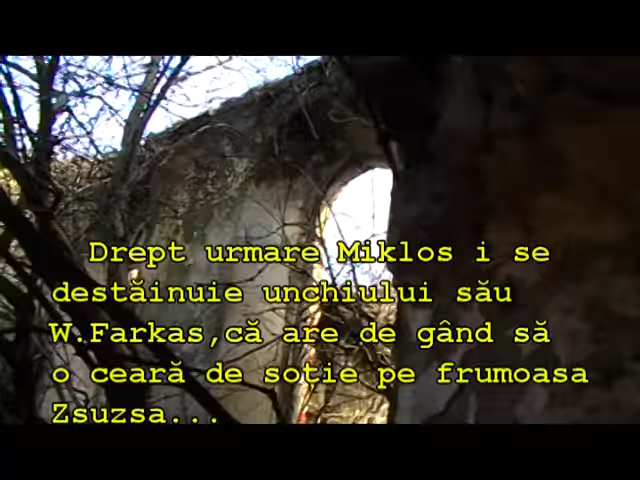 Drept urmare Miklos i se
destăinuie unchiului său
W.Farkas,că are de gând să
o ceară de soție pe frumoasa
Zsuzsa...